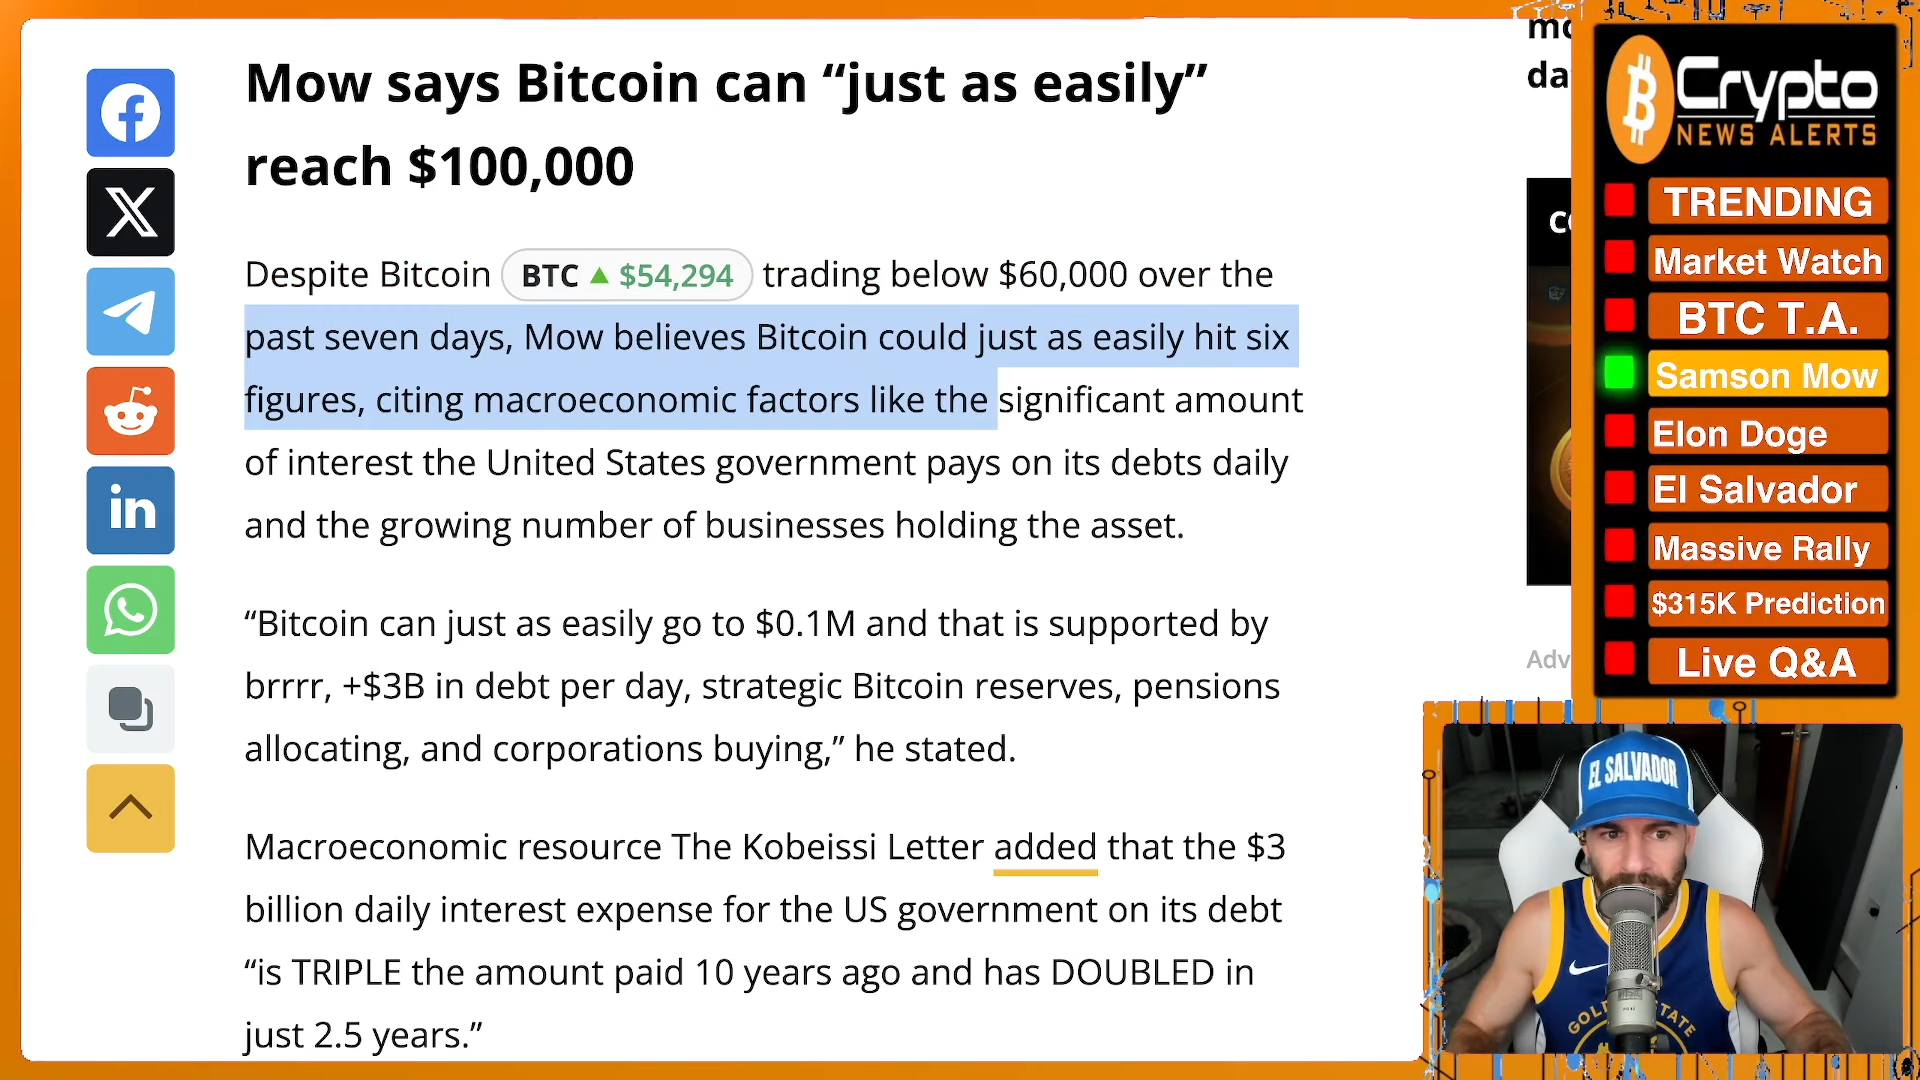 Mow says Bitcoin can “just as easily”
reach $100,000
Despite Bitcoin BTC ▲ $54,294 trading below $60,000 over the
past seven days, Mow believes Bitcoin could just as easily hit six
figures, citing macroeconomic factors like the significant amount
of interest the United States government pays on its debts daily
and the growing number of businesses holding the asset.
“Bitcoin can just as easily go to $0.1M and that is supported by
brrrr, +$3B in debt per day, strategic Bitcoin reserves, pensions
allocating, and corporations buying,” he stated.
Macroeconomic resource The Kobeissi Letter added that the $3
billion daily interest expense for the US government on its debt
“is TRIPLE the amount paid 10 years ago and has DOUBLED in
just 2.5 years.”
in
Adv
Crypto
NEWS ALERTS
TRENDING
Market Watch
BTC T.A.
Samson Mow
Elon Doge
El Salvador
Massive Rally
$315K Prediction
Live Q&A
EL SALVADOR